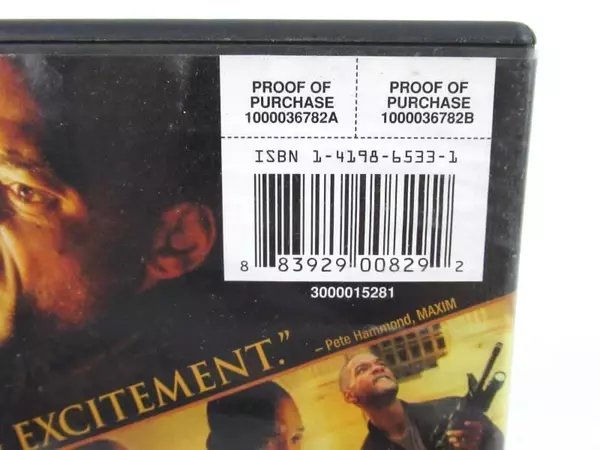 PROOF OF
PURCHASE
1000036782A
PROOF OF
PURCHASE
1000036782B
ISBN 1-4198-6533-1
8 83929 00829 2
3000015281
EXCITEMENT."
– Pete Hammond, MAXIM